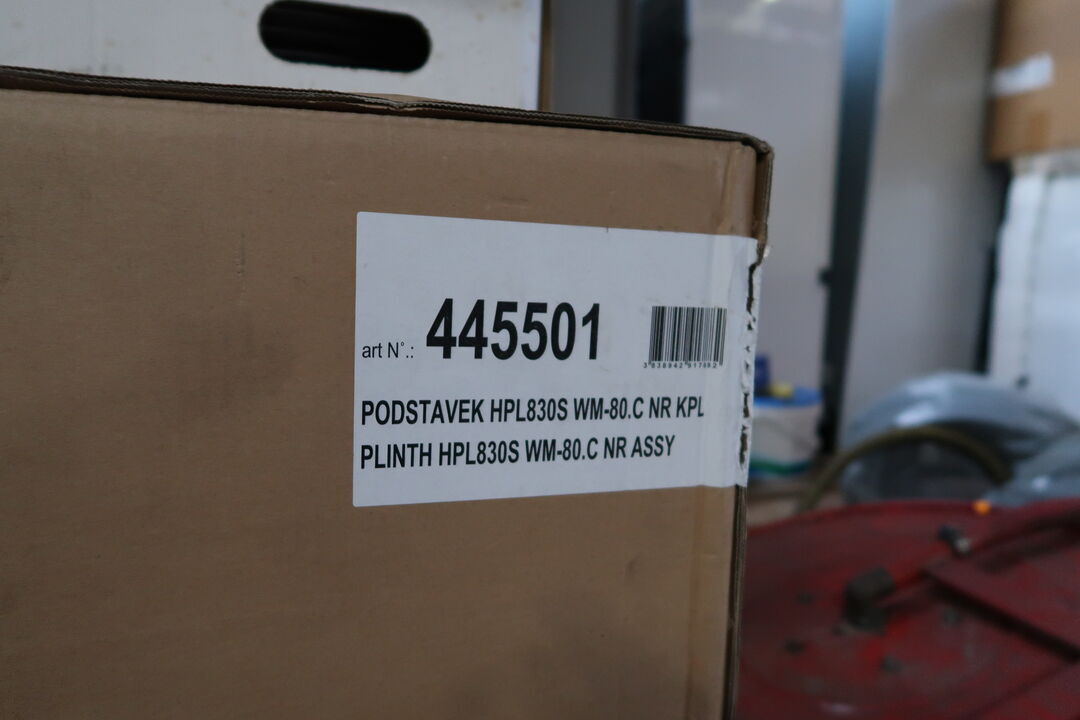 art N°.: 445501
PODSTAVEK HPL830S WM-80.C NR KPL
PLINTH HPL830S WM-80.C NR ASSY